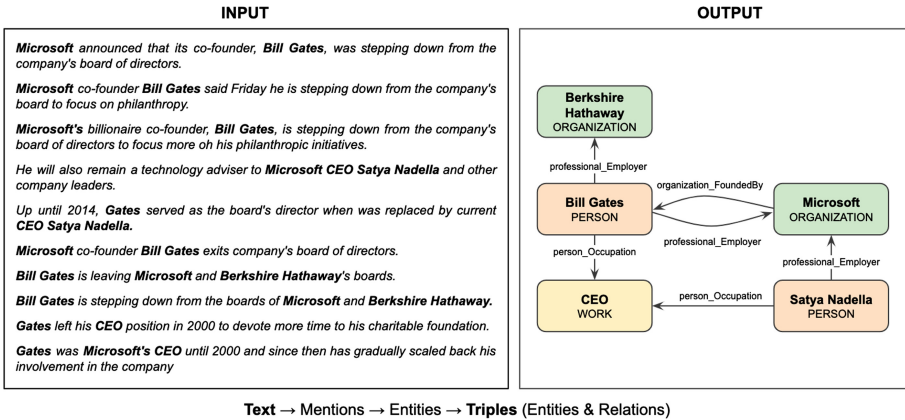 INPUT
Microsoft announced that its co-founder, Bill Gates, was stepping down from the
company's board of directors.
Microsoft co-founder Bill Gates said Friday he is stepping down from the company's
board to focus on philanthropy.
Microsoft's billionaire co-founder, Bill Gates, is stepping down from the company's
board of directors to focus more oh his philanthropic initiatives.
He will also remain a technology adviser to Microsoft CEO Satya Nadella and other
company leaders.
Up until 2014, Gates served as the board's director when was replaced by current
CEO Satya Nadella.
Microsoft co-founder Bill Gates exits company's board of directors.
Bill Gates is leaving Microsoft and Berkshire Hathaway's boards.
Bill Gates is stepping down from the boards of Microsoft and Berkshire Hathaway.
Gates left his CEO position in 2000 to devote more time to his charitable foundation.
Gates was Microsoft's CEO until 2000 and since then has gradually scaled back his
involvement in the company
OUTPUT
Berkshire
Hathaway
ORGANIZATION
professional_Employer
organization_FoundedBy
Bill Gates
PERSON
Microsoft
ORGANIZATION
professional_Employer
person_Occupation
professional_Employer
CEO
WORK
person_Occupation
Satya Nadella
PERSON
Text → Mentions → Entities → Triples (Entities & Relations)